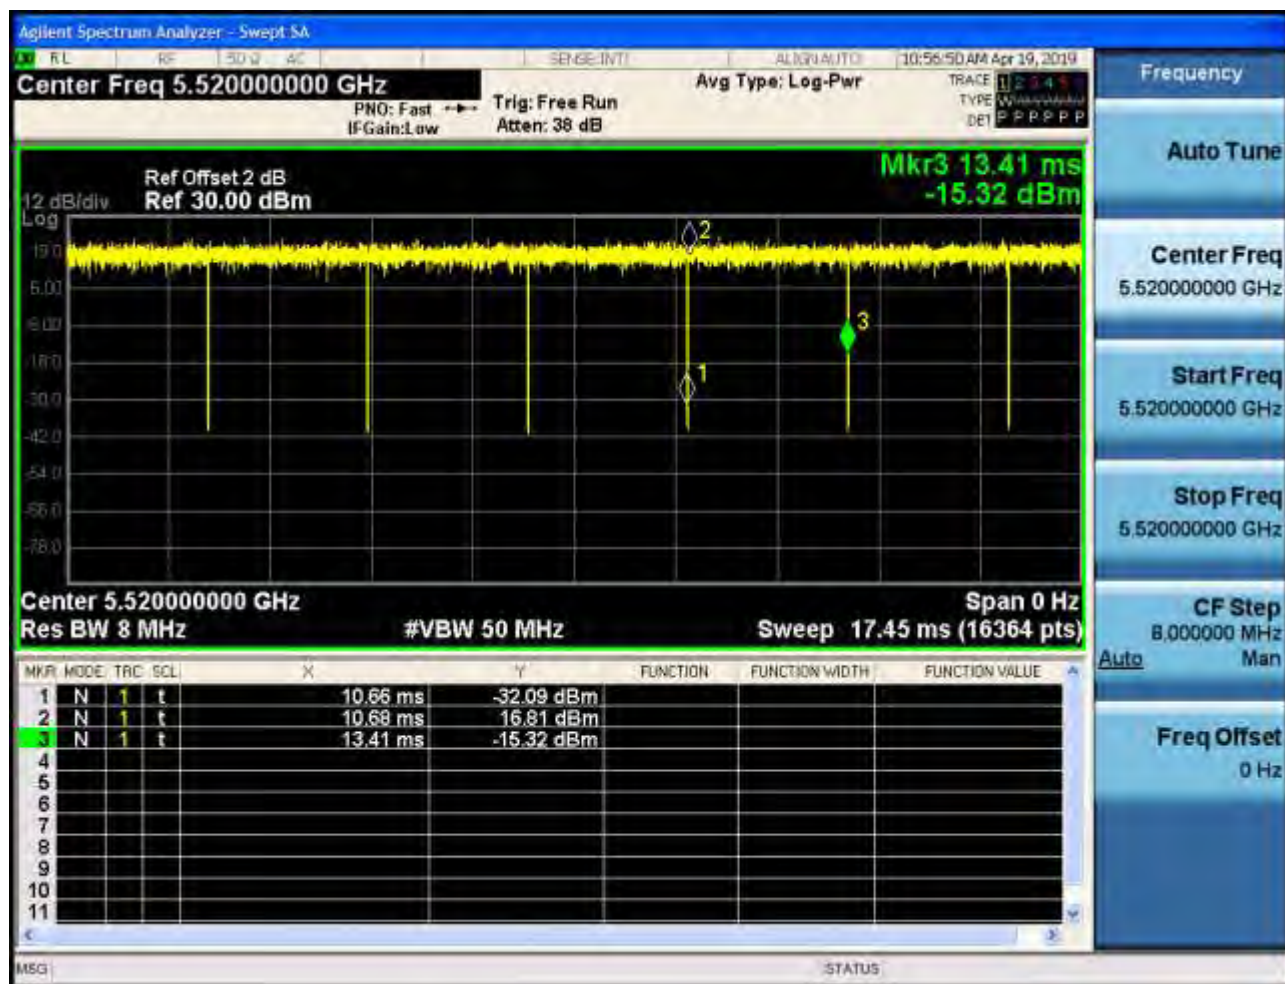 Agilent Spectrum Analyzer - Swept SA
RL RF 50 Ω AC SENSE:INT ALIGN AUTO 10:56:50 AM Apr 19, 2019
Center Freq 5.520000000 GHz
PNO: Fast
IFGain:Low
Trig: Free Run
Atten: 38 dB
Avg Type: Log-Pwr
TRACE 1 2 3 4 5
TYPE
DET P P P P P P
Mkr3 13.41 ms
-15.32 dBm
Ref Offset 2 dB
12 dB/div Ref 30.00 dBm
Log
18.0
6.00
-6.00
-18.0
-30.0
-42.0
-54.0
-66.0
-78.0
2
3
1
Center 5.520000000 GHz Span 0 Hz
Res BW 8 MHz #VBW 50 MHz Sweep 17.45 ms (16364 pts)
MKR MODE TRC SCL X Y FUNCTION FUNCTION WIDTH FUNCTION VALUE
1 N 1 t 10.66 ms -32.09 dBm
2 N 1 t 10.68 ms 16.81 dBm
3 N 1 t 13.41 ms -15.32 dBm
4
5
6
7
8
9
10
11
MSG STATUS
Frequency
Auto Tune
Center Freq
5.520000000 GHz
Start Freq
5.520000000 GHz
Stop Freq
5.520000000 GHz
CF Step
8.000000 MHz
Auto Man
Freq Offset
0 Hz